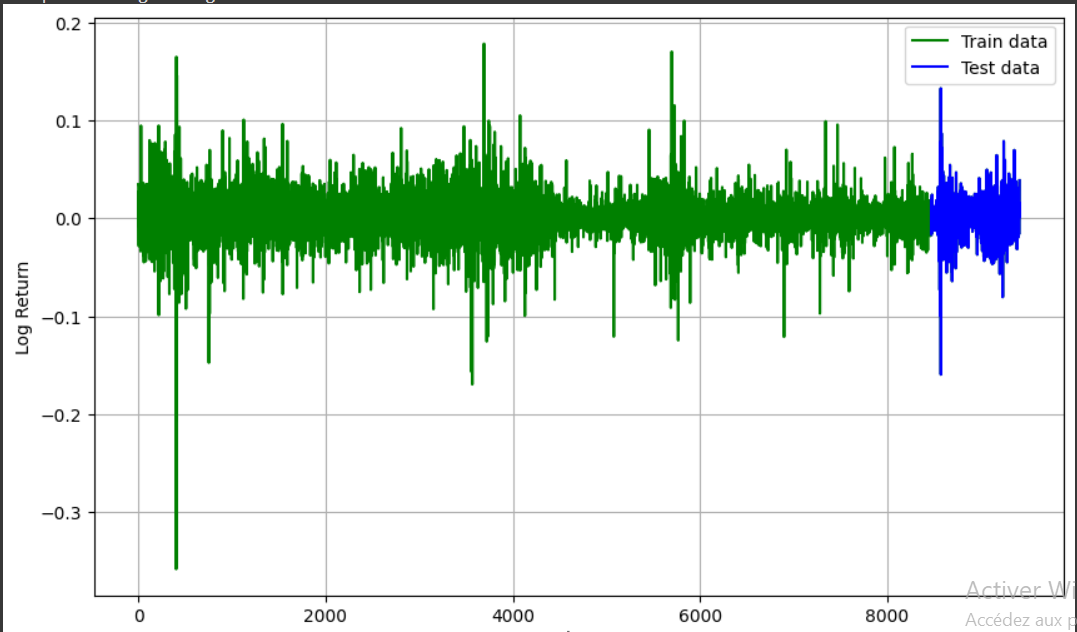 0.2
Train data
Test data
0.1
0.0
−0.1
−0.2
−0.3
Log Return
0
2000
4000
6000
8000
Activer Wi
Accédez aux p